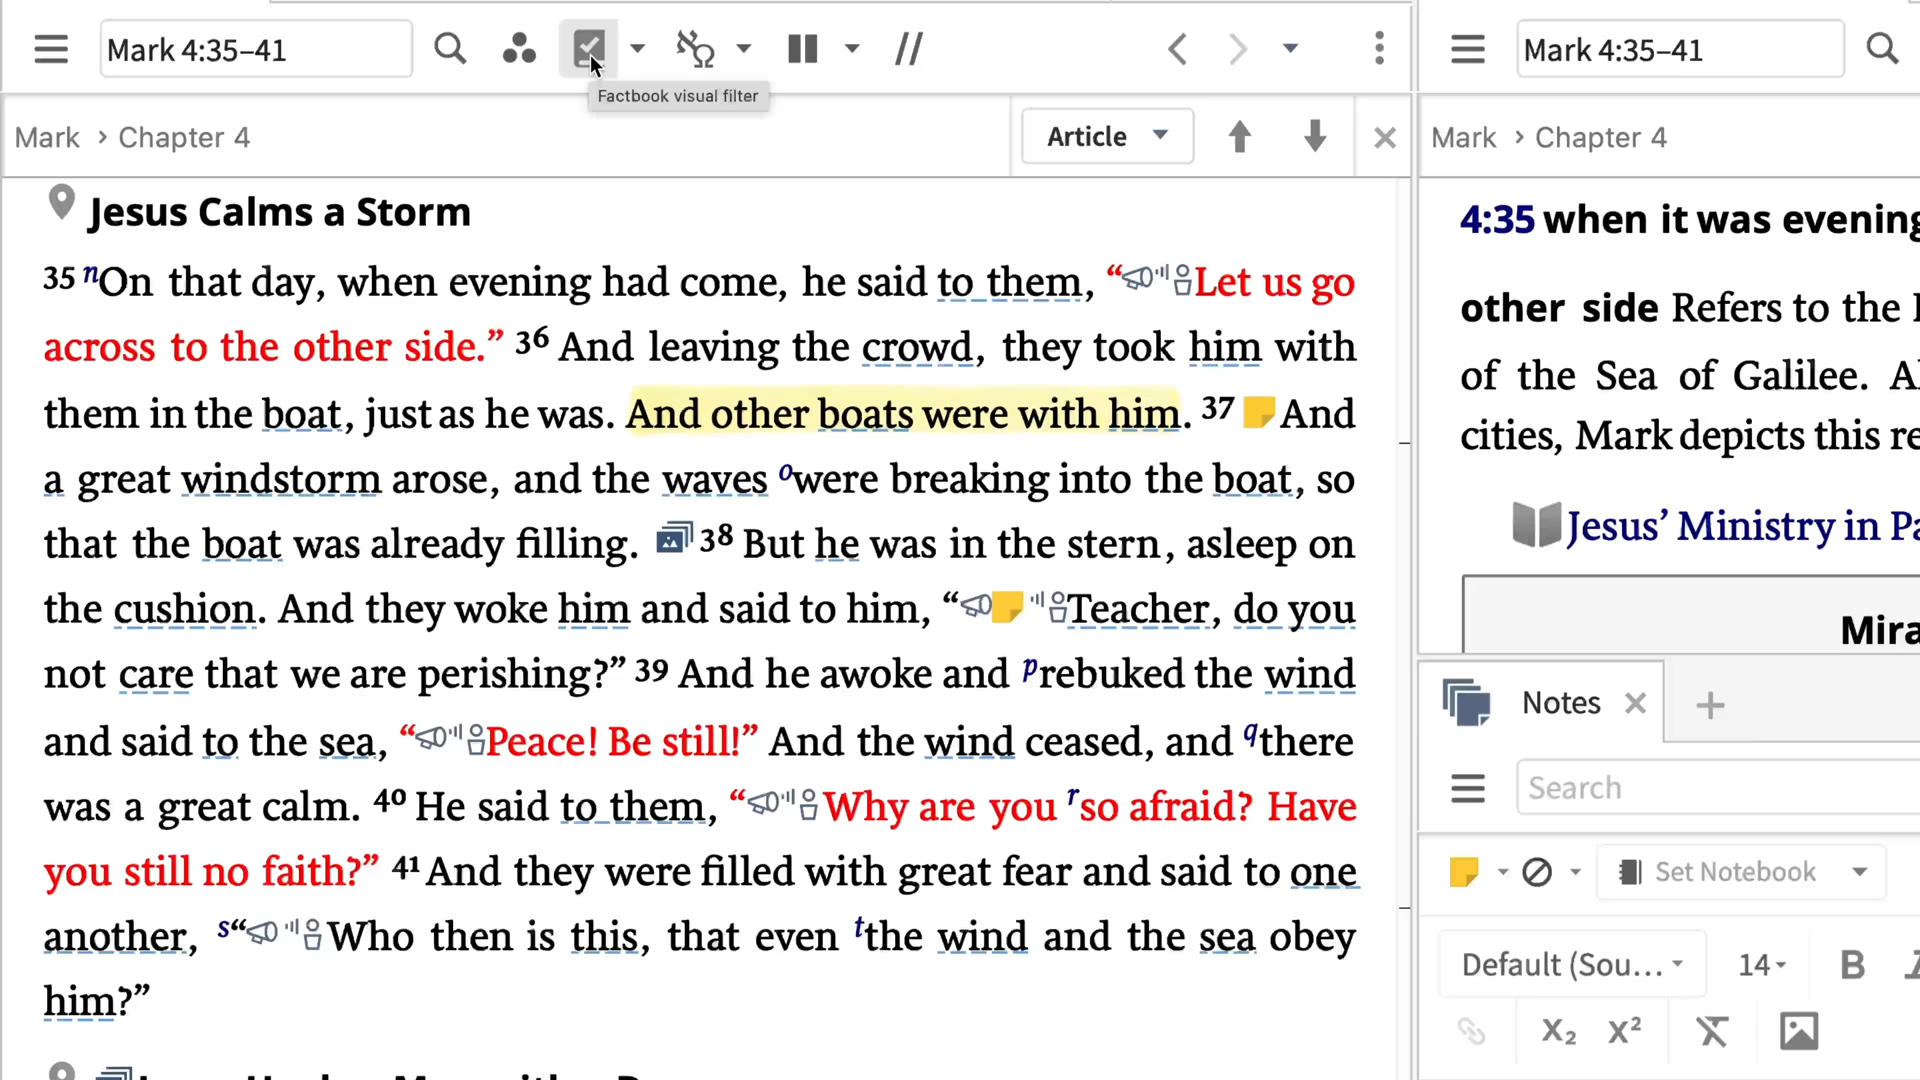 Mark 4:35–41
Factbook visual filter
Mark › Chapter 4
Article
Jesus Calms a Storm
35 nOn that day, when evening had come, he said to them, “Let us go
across to the other side.” 36 And leaving the crowd, they took him with
them in the boat, just as he was. And other boats were with him. 37 And
a great windstorm arose, and the waves owere breaking into the boat, so
that the boat was already filling. 38 But he was in the stern, asleep on
the cushion. And they woke him and said to him, “Teacher, do you
not care that we are perishing?” 39 And he awoke and prebuked the wind
and said to the sea, “Peace! Be still!” And the wind ceased, and qthere
was a great calm. 40 He said to them, “Why are you rso afraid? Have
you still no faith?” 41 And they were filled with great fear and said to one
another, s“Who then is this, that even tthe wind and the sea obey
him?”
Mark 4:35–41
Mark › Chapter 4
4:35 when it was evening
other side Refers to the
of the Sea of Galilee.
cities, Mark depicts this
Jesus’ Ministry in
Notes
Search
Set Notebook
Default (Sou...
14
B
X₂ X²